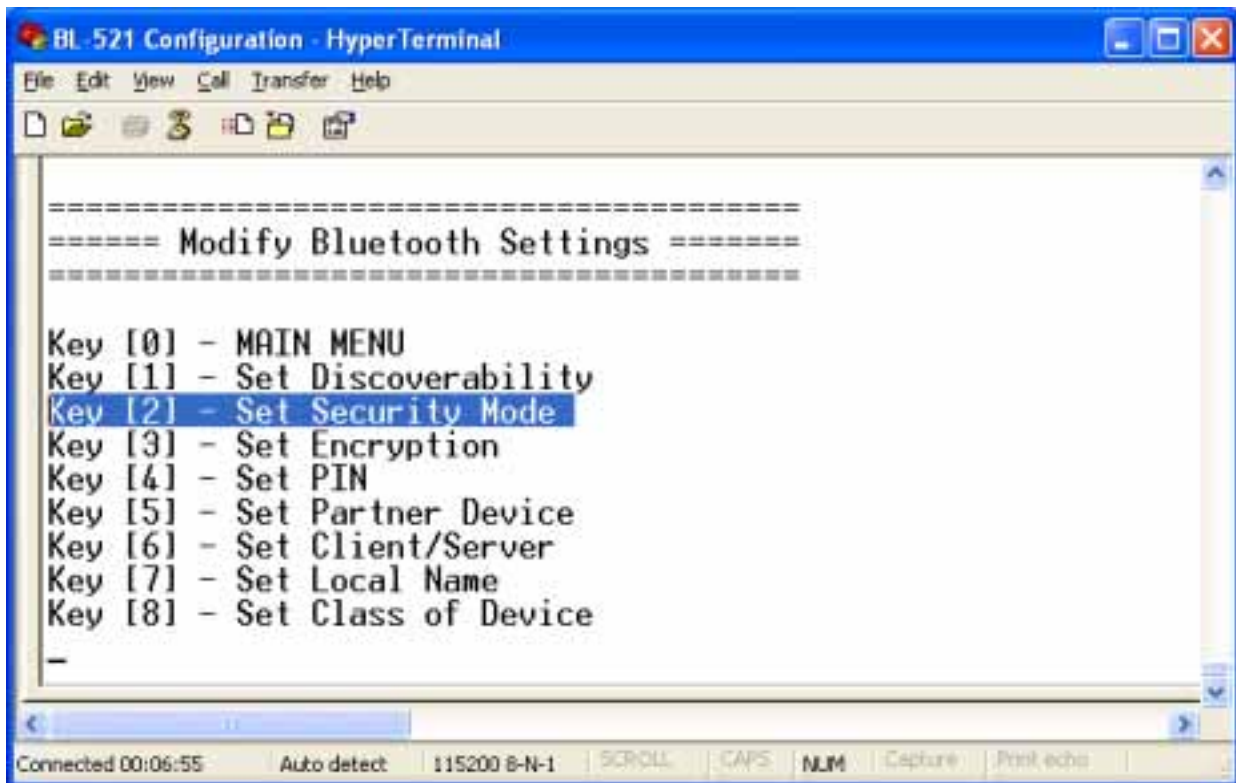 BL-521 Configuration - HyperTerminal
File Edit View Call Transfer Help
========================================
====== Modify Bluetooth Settings =======
========================================
Key [0] - MAIN MENU
Key [1] - Set Discoverability
Key [2] - Set Security Mode
Key [3] - Set Encryption
Key [4] - Set PIN
Key [5] - Set Partner Device
Key [6] - Set Client/Server
Key [7] - Set Local Name
Key [8] - Set Class of Device
_
Connected 00:06:55 Auto detect 115200 8-N-1 SCROLL CAPS NUM Capture Print echo